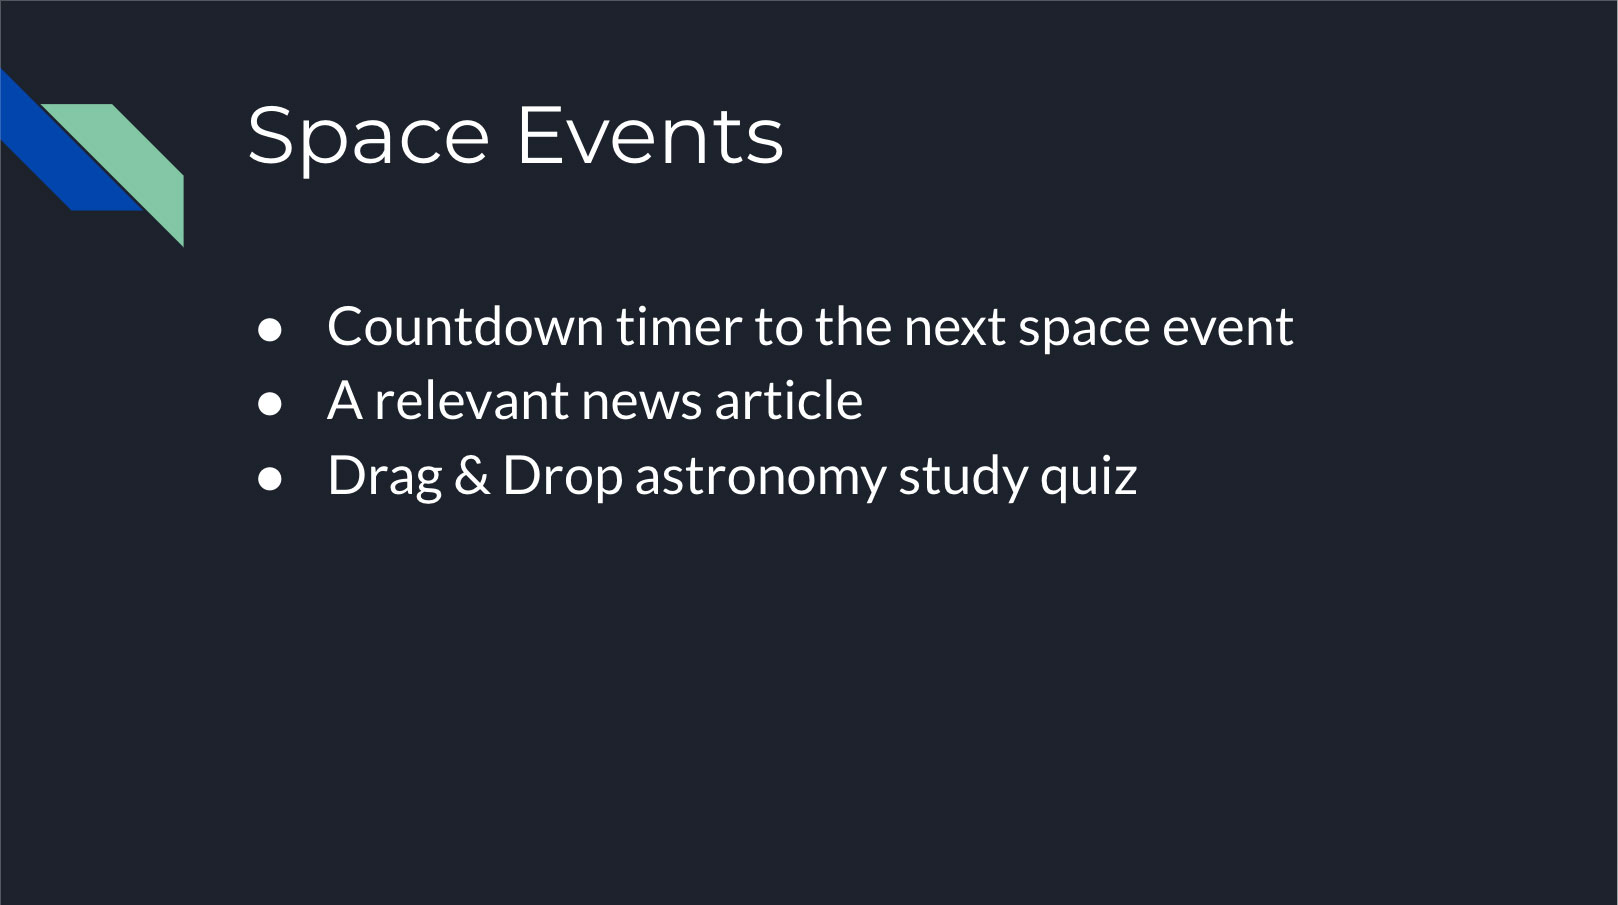 Space Events
● Countdown timer to the next space event
● A relevant news article
● Drag & Drop astronomy study quiz